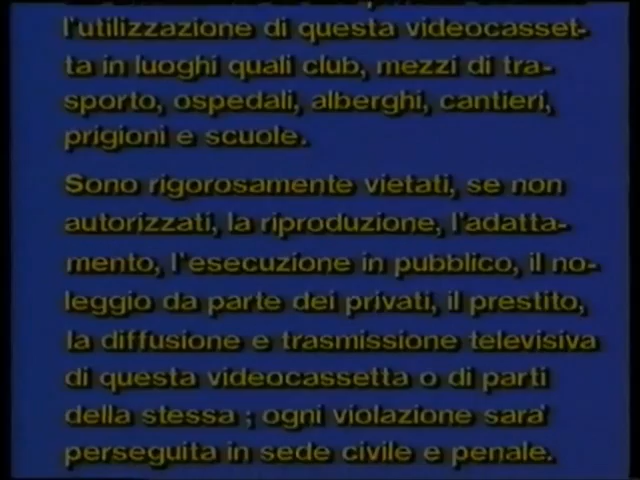 l'utilizzazione di questa videocasset-
ta in luoghi quali club, mezzi di tra-
sporto, ospedali, alberghi, cantieri,
prigioni e scuole.
Sono rigorosamente vietati, se non
autorizzati, la riproduzione, l'adatta-
mento, l'esecuzione in pubblico, il no-
leggio da parte dei privati, il prestito,
la diffusione e trasmissione televisiva
di questa videocassetta o di parti
della stessa ; ogni violazione sara'
perseguita in sede civile e penale.